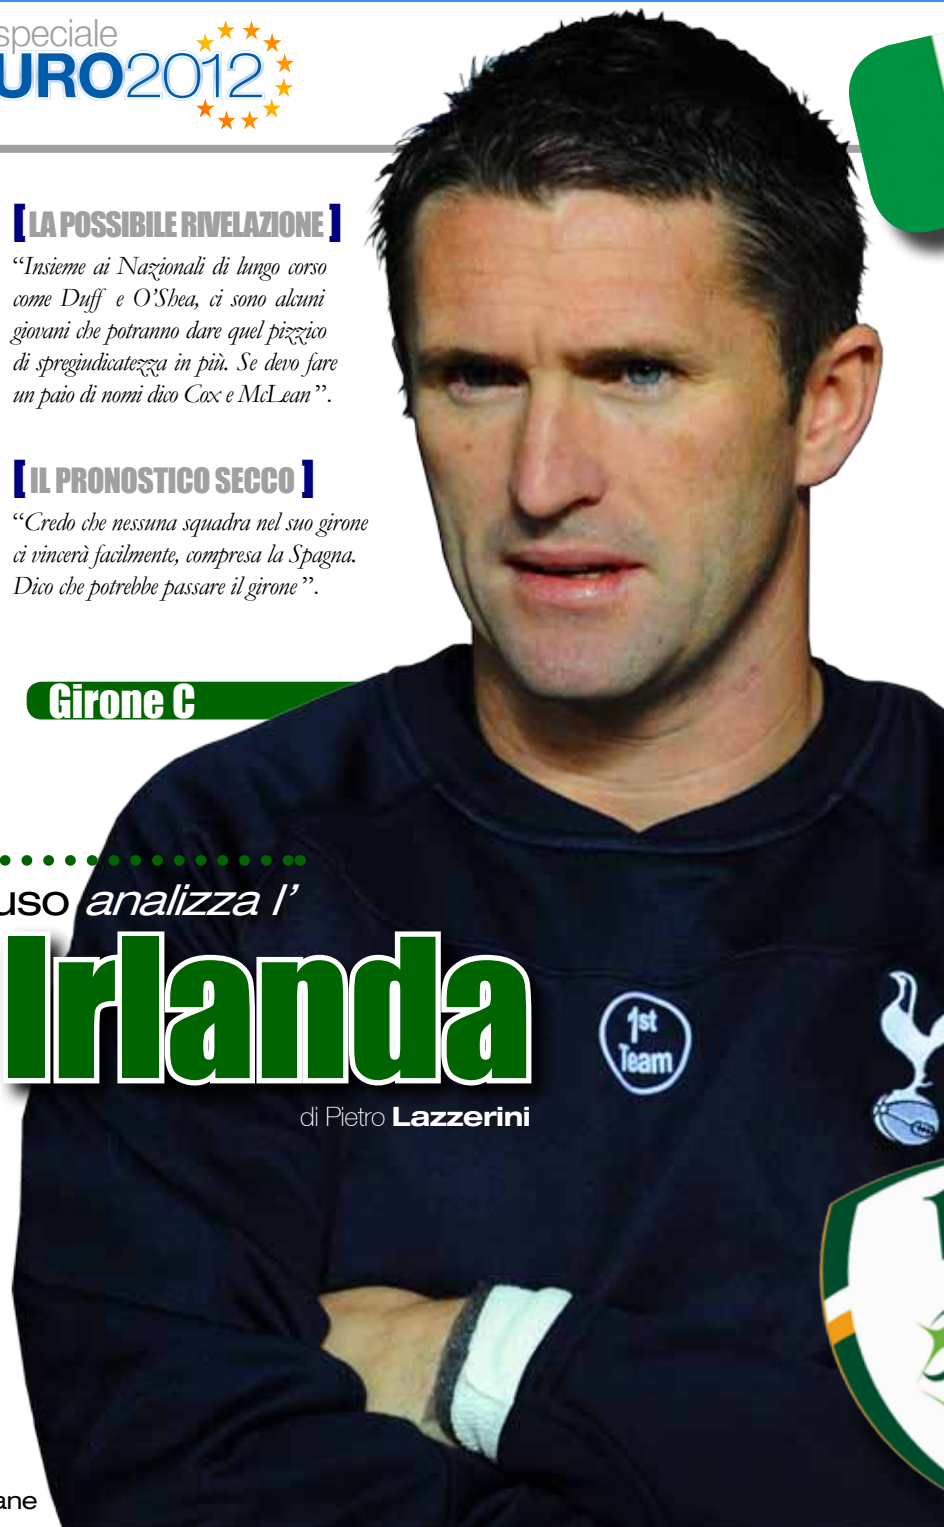 speciale
URO2012
[LA POSSIBILE RIVELAZIONE]
“Insieme ai Nazionali di lungo corso
come Duff e O’Shea, ci sono alcuni
giovani che potranno dare quel pizzico
di spregiudicatezza in più. Se devo fare
un paio di nomi dico Cox e McLean”.
[IL PRONOSTICO SECCO]
“Credo che nessuna squadra nel suo girone
ci vincerà facilmente, compresa la Spagna.
Dico che potrebbe passare il girone”.
Girone C
uso analizza l’
Irlanda
1st
Team
di Pietro Lazzerini
ane